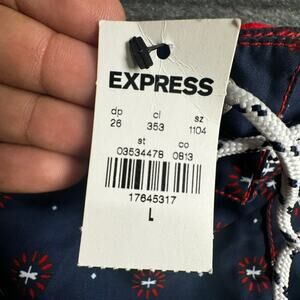 EXPRESS
dp cl sz
26 353 1104
st co
03534478 0813
17645317
L